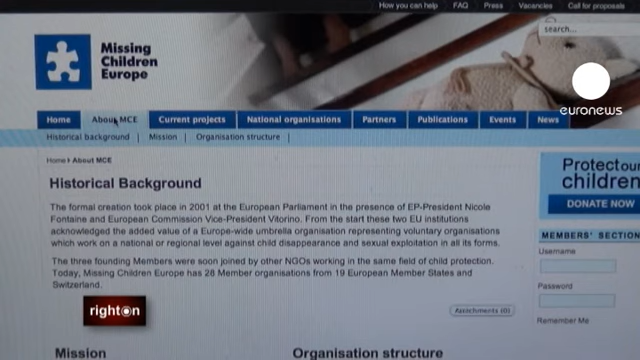 How you can help FAQ Press Vacancies Call for proposals
search...
Missing
Children
Europe
euronews
Home About MCE Current projects National organisations Partners Publications Events News
Historical background | Mission | Organisation structure |
Home › About MCE
Protect our
children
DONATE NOW
Historical Background
The formal creation took place in 2001 at the European Parliament in the presence of EP-President Nicole
Fontaine and European Commission Vice-President Vitorino. From the start these two EU institutions
acknowledged the added value of a Europe-wide umbrella organisation representing voluntary organisations
which work on a national or regional level against child disappearance and sexual exploitation in all its forms.
The three founding Members were soon joined by other NGOs working in the same field of child protection.
Today, Missing Children Europe has 28 Member organisations from 19 European Member States and
Switzerland.
MEMBERS' SECTION
Username
Password
Remember Me
right on
Attachments (0)
Mission Organisation structure